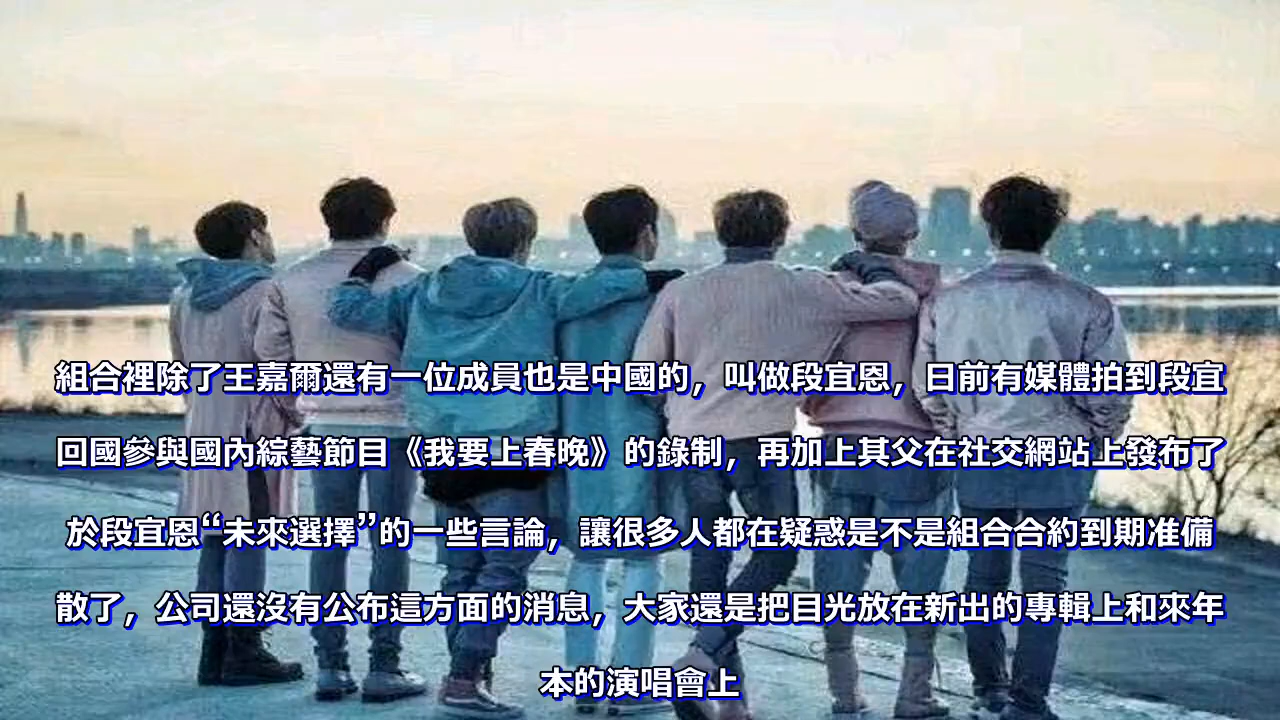 組合裡除了王嘉爾還有一位成員也是中國的，叫做段宜恩，日前有媒體拍到段宜
回國參與國內綜藝節目《我要上春晚》的錄制，再加上其父在社交網站上發布了
於段宜恩“未來選擇”的一些言論，讓很多人都在疑惑是不是組合合約到期准備
散了，公司還沒有公布這方面的消息，大家還是把目光放在新出的專輯上和來年
本的演唱會上